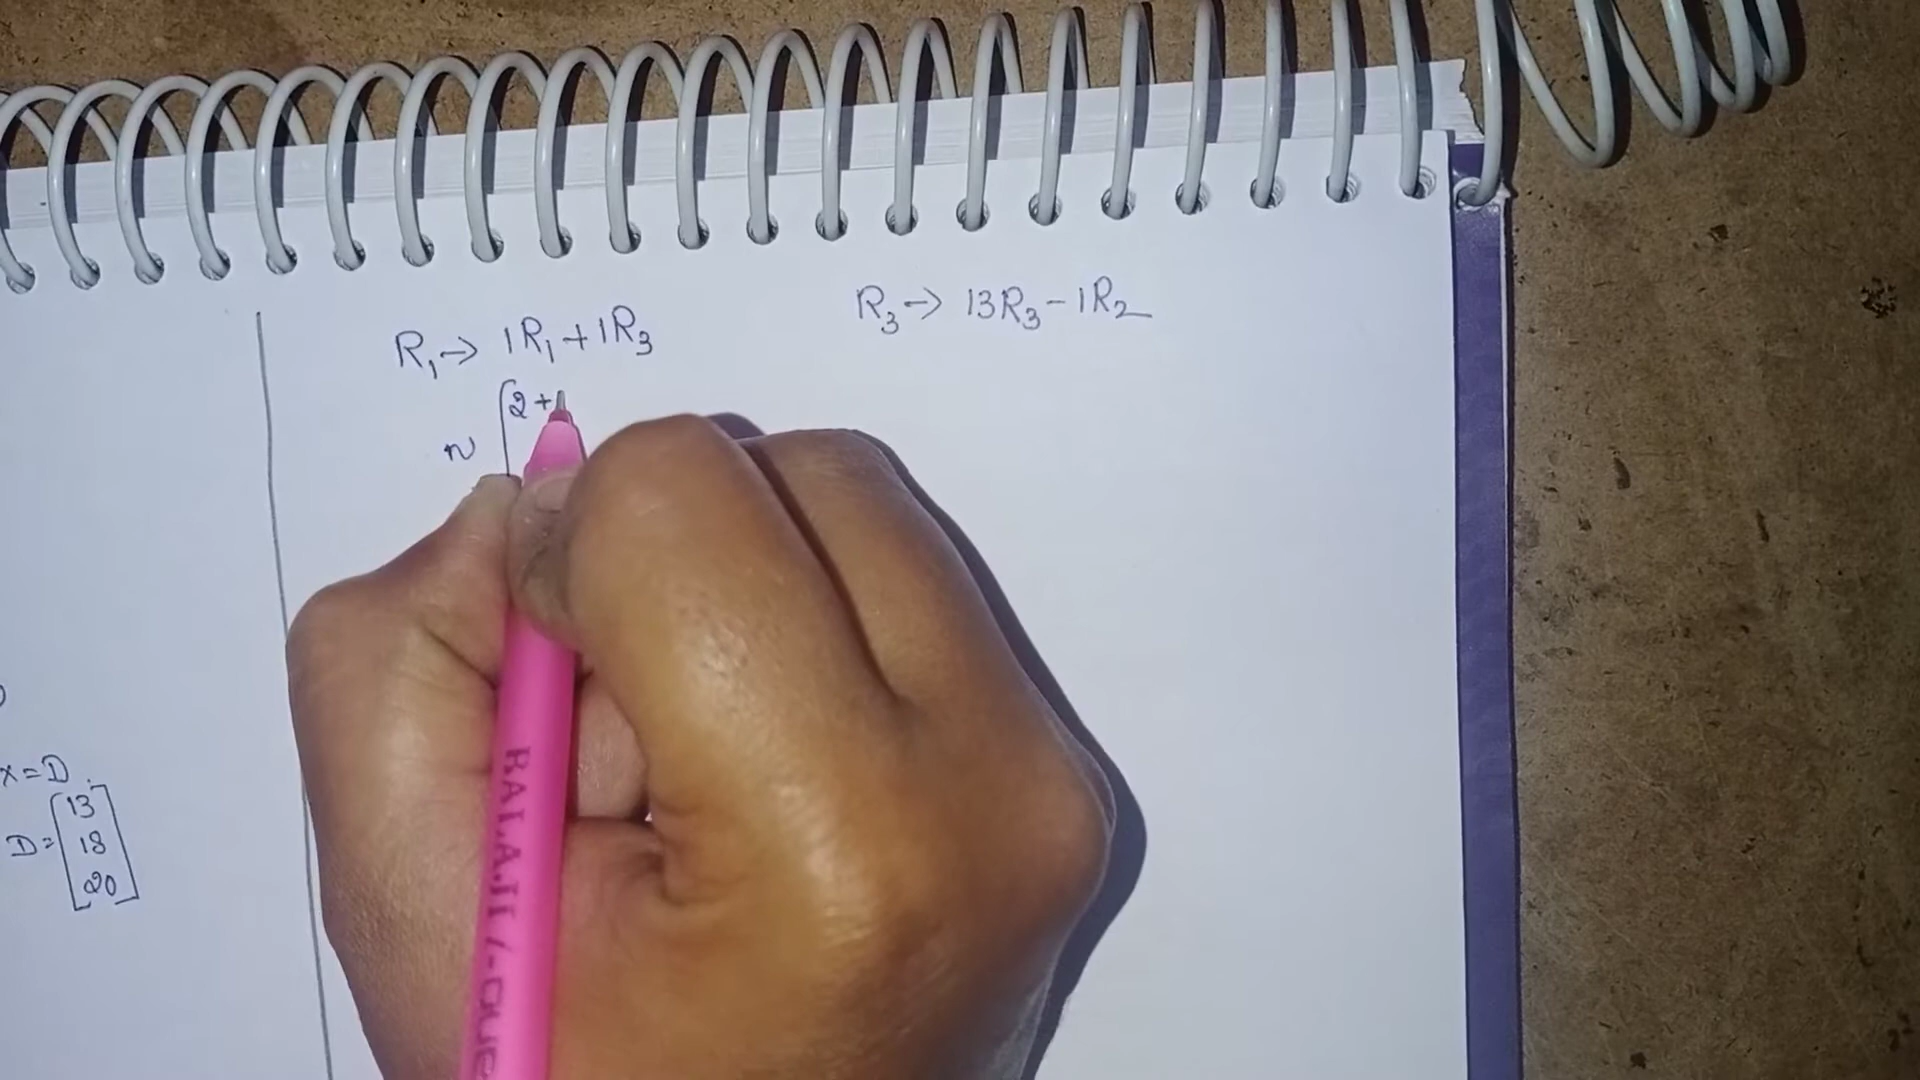 R₁→ 1R₁+1R₃
R₃→ 13R₃-1R₂
~ [2+
x=D
D=[13
18
20]
BALAJI